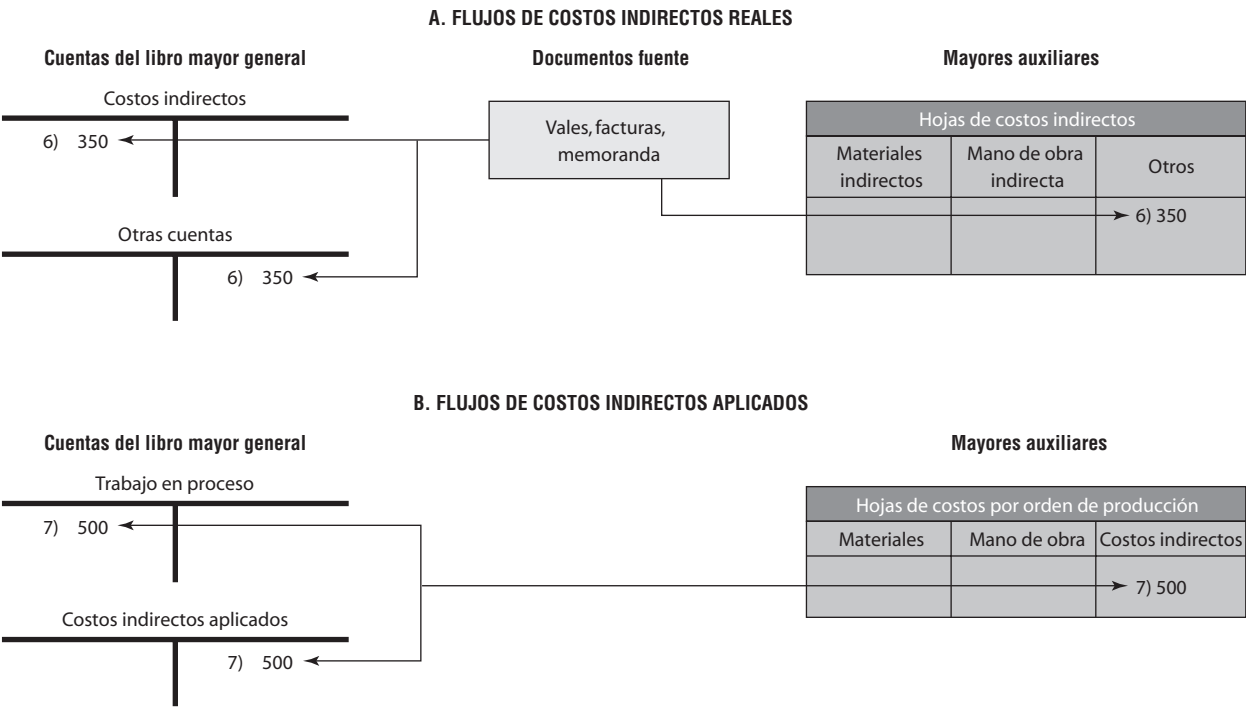 A. FLUJOS DE COSTOS INDIRECTOS REALES
Cuentas del libro mayor general
Documentos fuente
Mayores auxiliares
Costos indirectos
6) 350
Otras cuentas
6) 350
Vales, facturas,
memoranda
Hojas de costos indirectos
Materiales
indirectos
Mano de obra
indirecta
Otros
6) 350
B. FLUJOS DE COSTOS INDIRECTOS APLICADOS
Cuentas del libro mayor general
Mayores auxiliares
Trabajo en proceso
7) 500
Costos indirectos aplicados
7) 500
Hojas de costos por orden de producción
Materiales
Mano de obra
Costos indirectos
7) 500